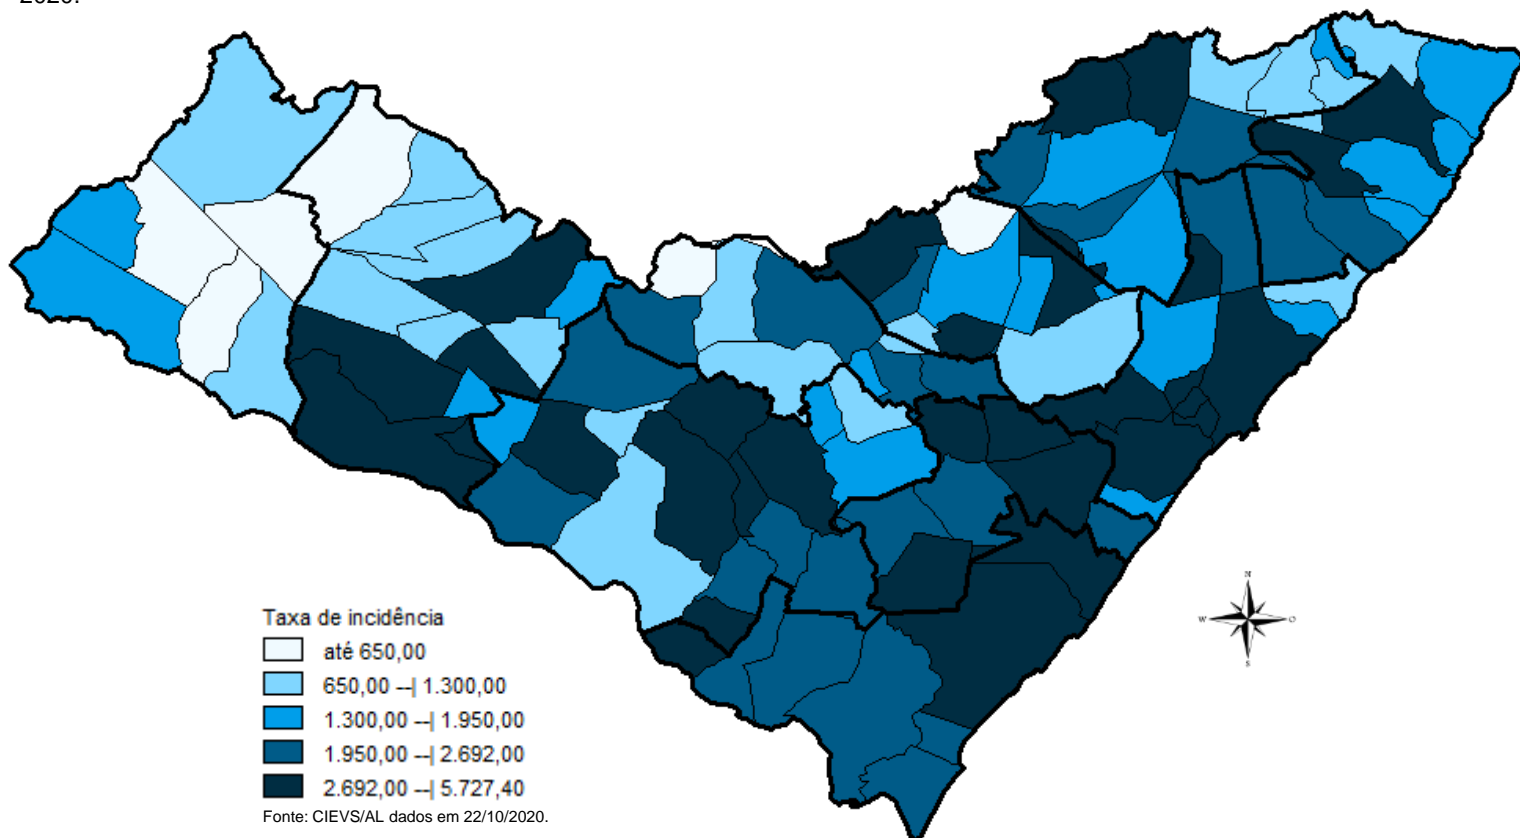 2020.
N
W
O
S
Taxa de incidência
até 650,00
650,00 --| 1.300,00
1.300,00 --| 1.950,00
1.950,00 --| 2.692,00
2.692,00 --| 5.727,40
Fonte: CIEVS/AL dados em 22/10/2020.